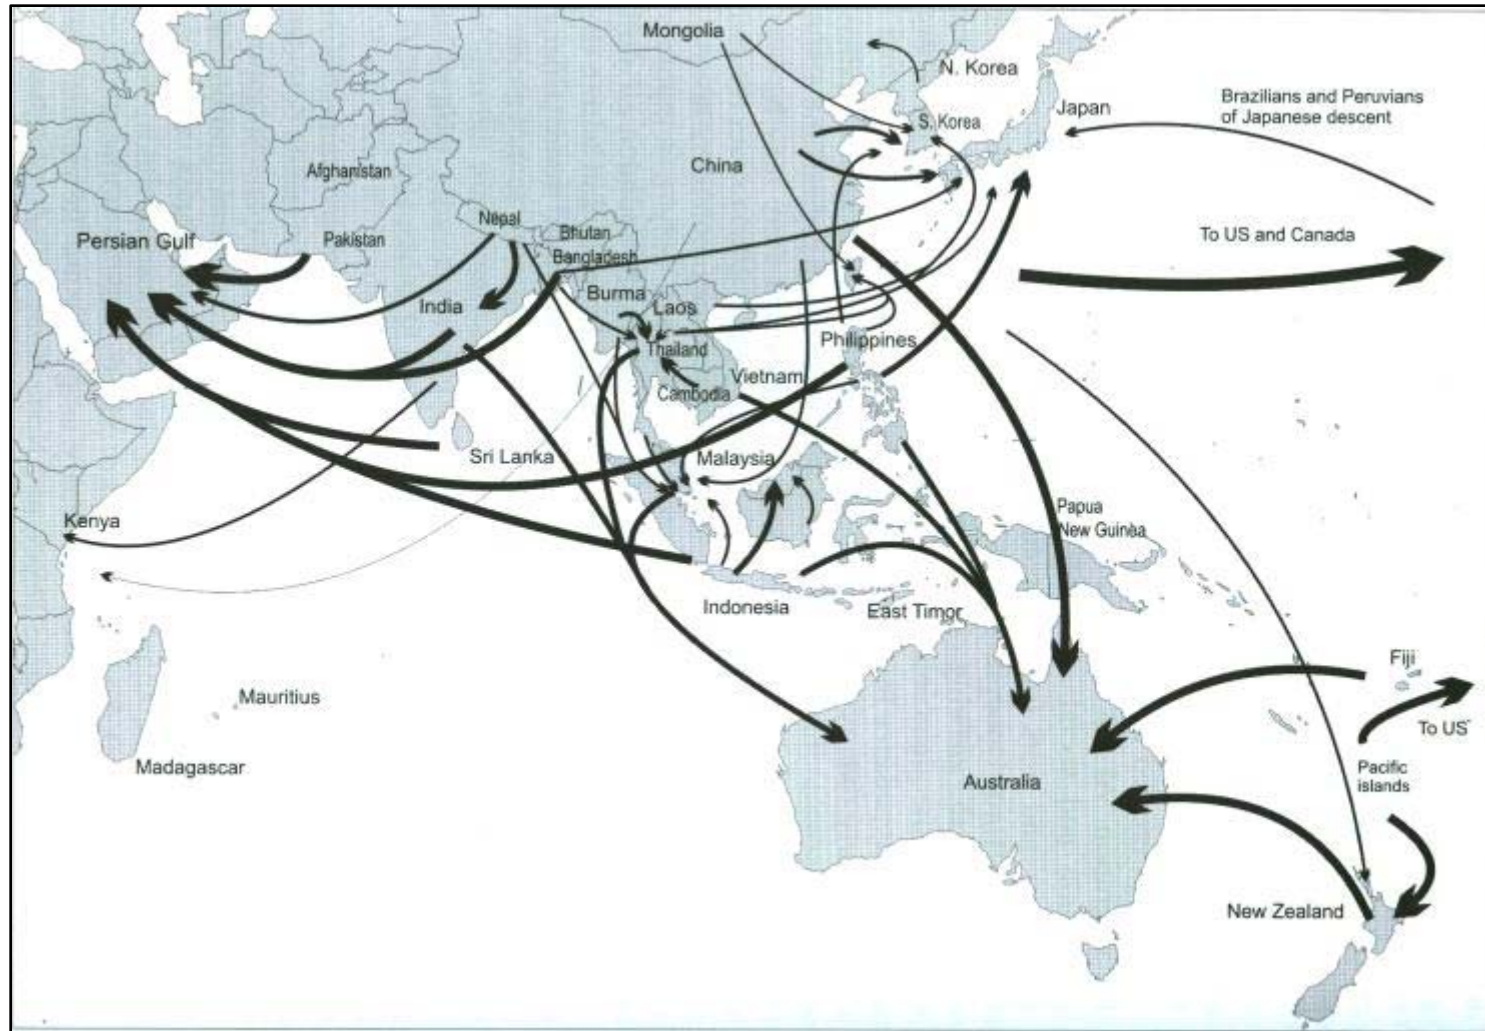 Mongolia
N. Korea
Japan
Brazilians and Peruvians
of Japanese descent
S. Korea
China
Afghanistan
Nepal
Bhutan
Persian Gulf
Pakistan
Bangladesh
To US and Canada
India
Burma
Laos
Thailand
Philippines
Vietnam
Cambodia
Sri Lanka
Malaysia
Kenya
Papua
New Guinea
Indonesia
East Timor
Fiji
Mauritius
To US
Madagascar
Pacific
islands
Australia
New Zealand